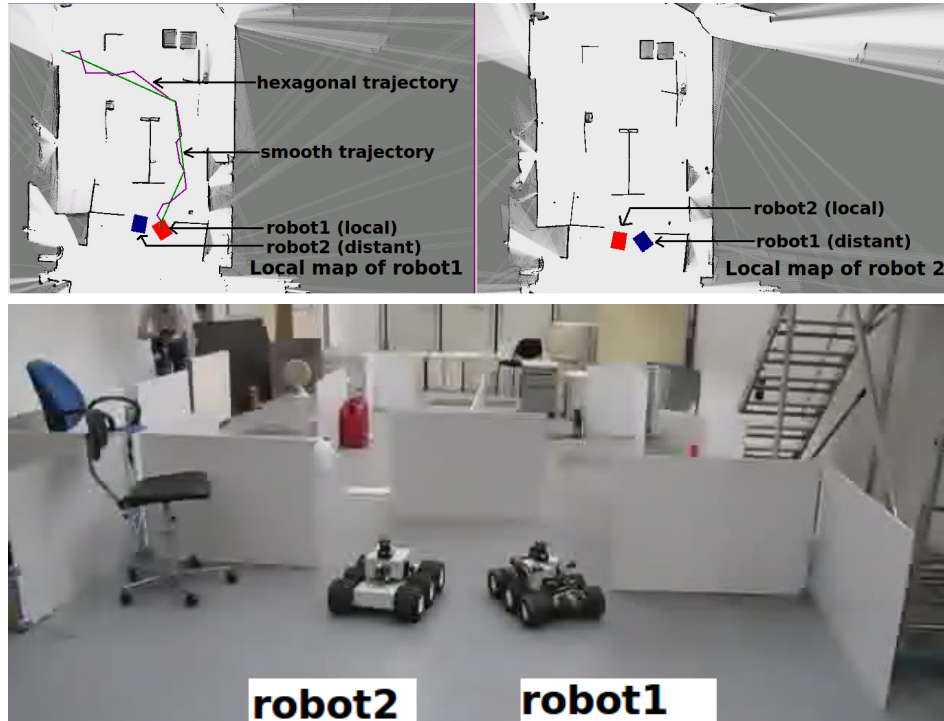 hexagonal trajectory
smooth trajectory
robot1 (local)
robot2 (distant)
Local map of robot1
robot2 (local)
robot1 (distant)
Local map of robot 2
robot2
robot1